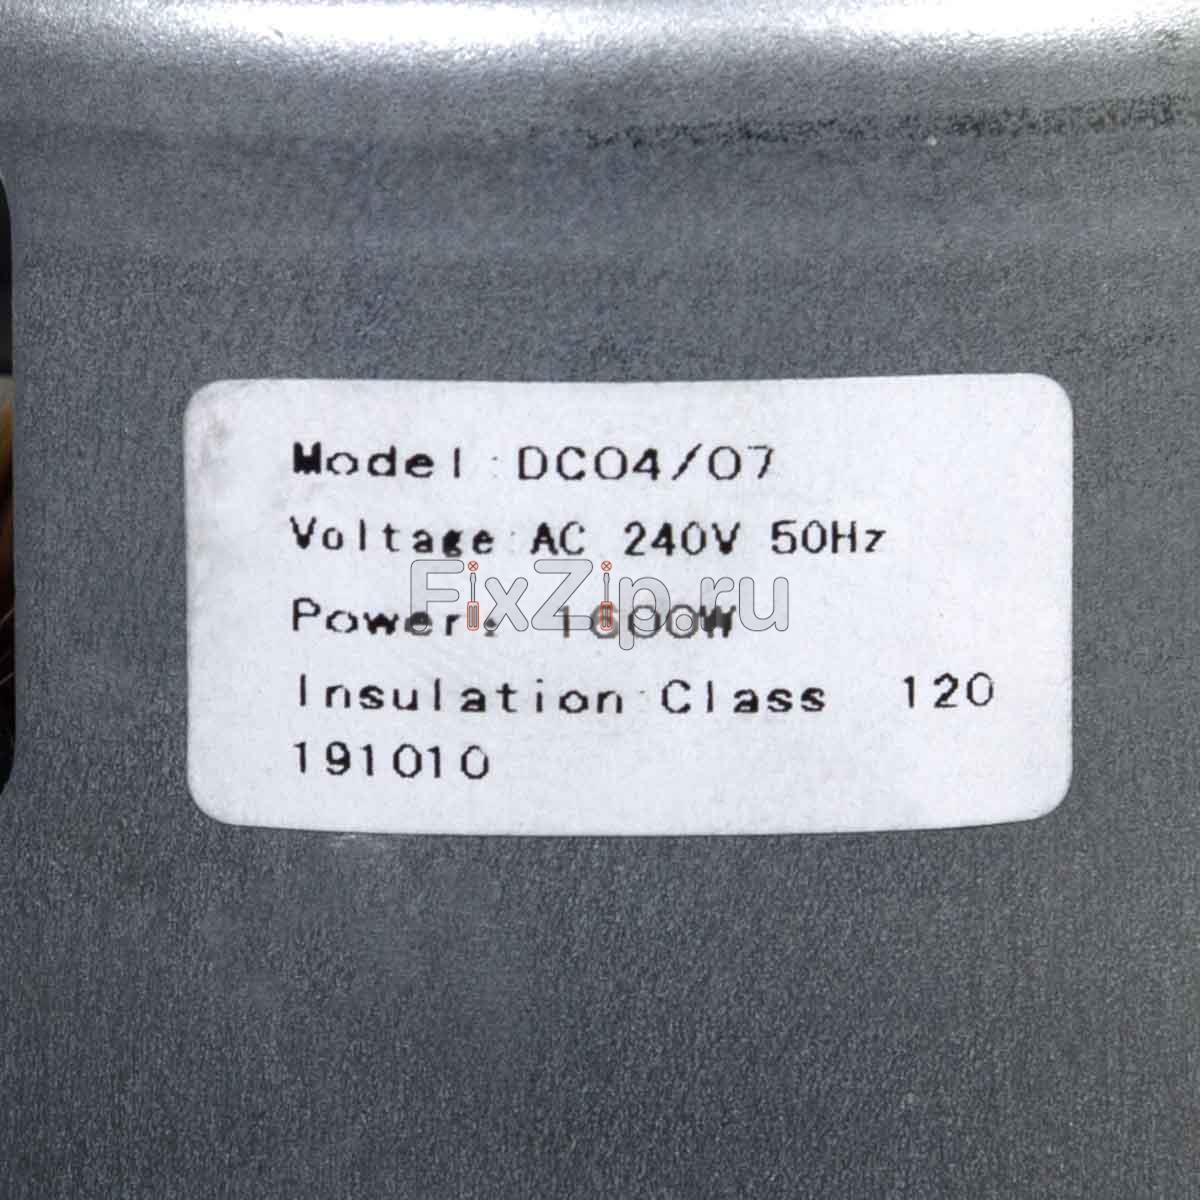 Model:DC04/07
Voltage:AC 240V 50Hz
FixZip.ru
Power: 1600W
Insulation Class 120
191010